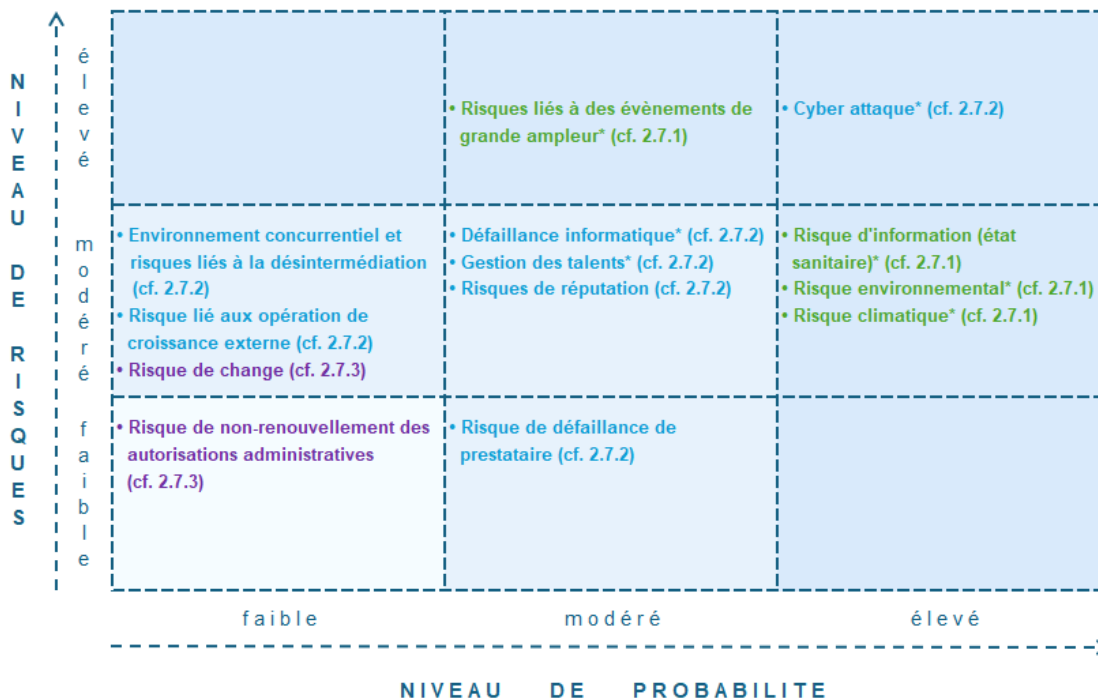 NIVEAU DE RISQUES
élevé
• Risques liés à des évènements de
grande ampleur* (cf. 2.7.1)
• Cyber attaque* (cf. 2.7.2)
modéré
• Environnement concurrentiel et
risques liés à la désintermédiation
(cf. 2.7.2)
• Risque lié aux opération de
croissance externe (cf. 2.7.2)
• Risque de change (cf. 2.7.3)
• Défaillance informatique* (cf. 2.7.2)
• Gestion des talents* (cf. 2.7.2)
• Risques de réputation (cf. 2.7.2)
• Risque d'information (état
sanitaire)* (cf. 2.7.1)
• Risque environnemental* (cf. 2.7.1)
• Risque climatique* (cf. 2.7.1)
faible
• Risque de non-renouvellement des
autorisations administratives
(cf. 2.7.3)
• Risque de défaillance de
prestataire (cf. 2.7.2)
faible modéré élevé
NIVEAU DE PROBABILITE